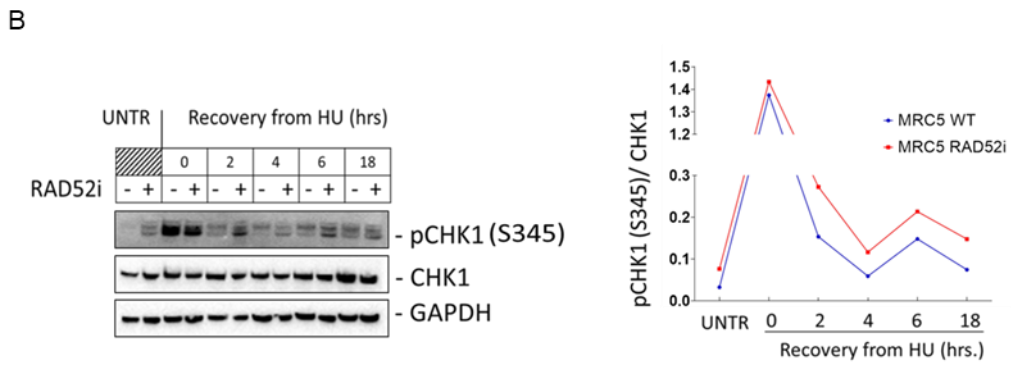 B
UNTR
Recovery from HU (hrs)
0 2 4 6 18
RAD52i - + - + - + - + - + - +
- pCHK1 (S345)
- CHK1
- GAPDH
pCHK1 (S345)/ CHK1
1.5
1.4
1.3
1.2
0.3
0.2
0.1
0.0
MRC5 WT
MRC5 RAD52i
UNTR 0 2 4 6 18
Recovery from HU (hrs.)